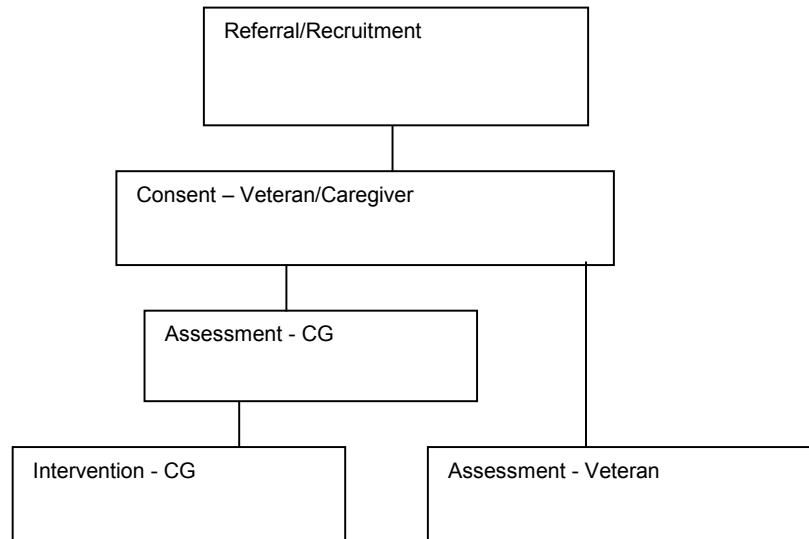 Referral/Recruitment
Consent – Veteran/Caregiver
Assessment - CG
Intervention - CG
Assessment - Veteran